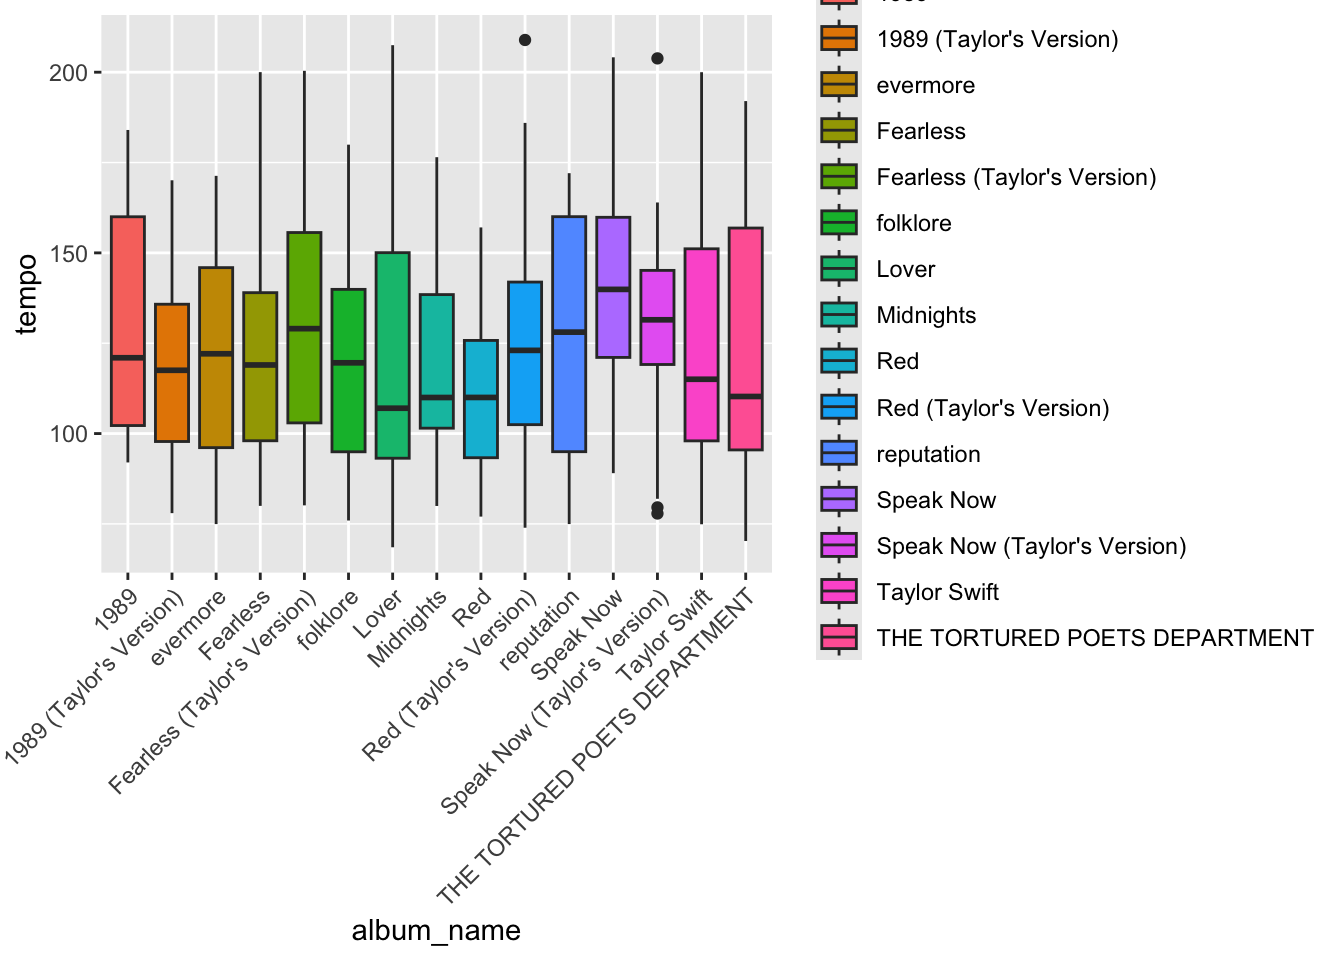 tempo
200
150
100
1989
1989 (Taylor's Version)
evermore
Fearless
Fearless (Taylor's Version)
folklore
Lover
Midnights
Red
Red (Taylor's Version)
reputation
Speak Now
Speak Now (Taylor's Version)
Taylor Swift
THE TORTURED POETS DEPARTMENT
album_name
1989 (Taylor's Version)
evermore
Fearless
Fearless (Taylor's Version)
folklore
Lover
Midnights
Red
Red (Taylor's Version)
reputation
Speak Now
Speak Now (Taylor's Version)
Taylor Swift
THE TORTURED POETS DEPARTMENT